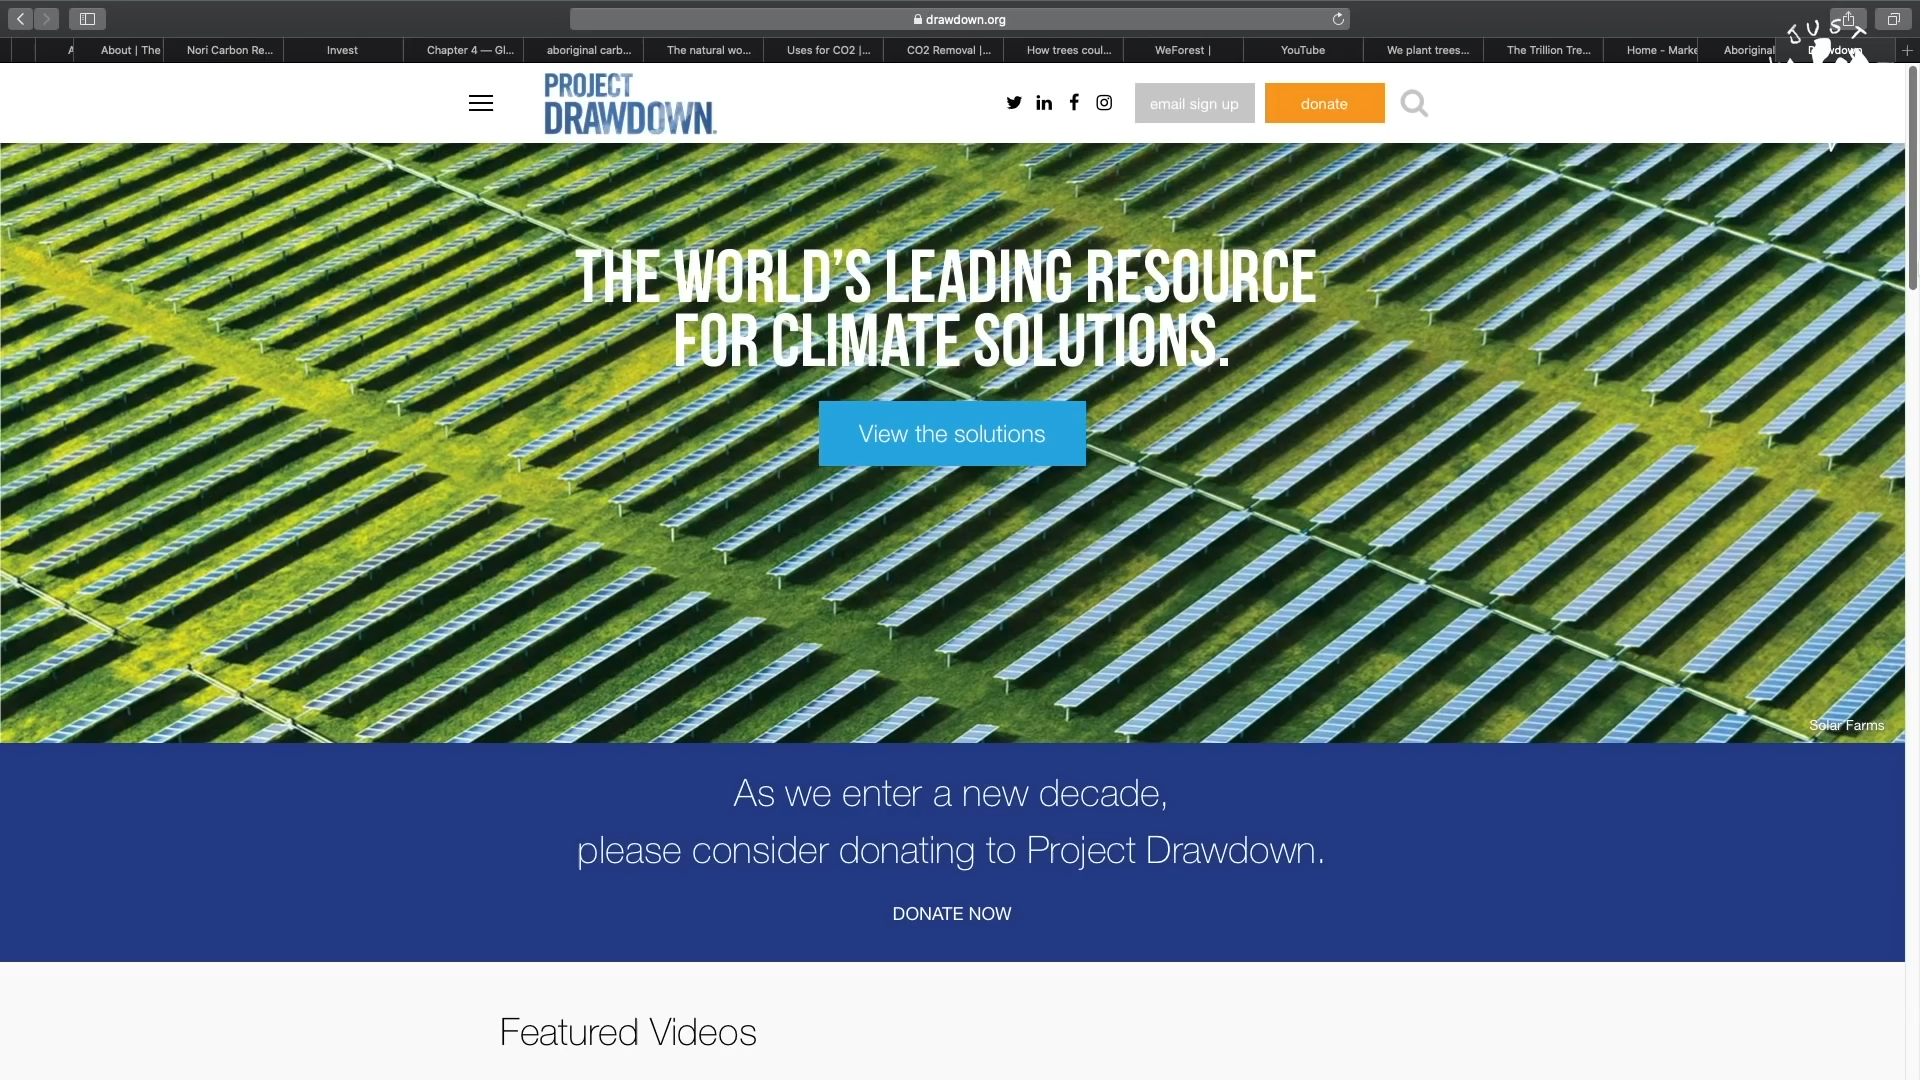 drawdown.org
A
About | The
Nori Carbon Re...
Invest
Chapter 4 — Gl...
aboriginal carb...
The natural wo...
Uses for CO2 |...
CO2 Removal |...
How trees coul...
WeForest |
YouTube
We plant trees...
The Trillion Tre...
Home - Marke
Aboriginal
JUST
PROJECT
DRAWDOWN.
email sign up
donate
THE WORLD'S LEADING RESOURCE
FOR CLIMATE SOLUTIONS.
View the solutions
Solar Farms
As we enter a new decade,
please consider donating to Project Drawdown.
DONATE NOW
Featured Videos